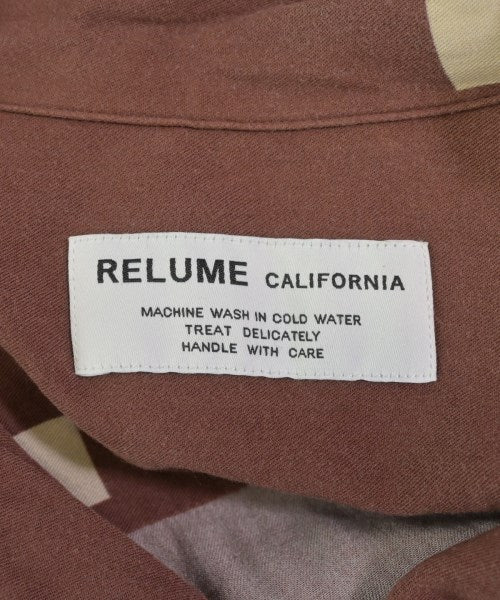 RELUME CALIFORNIA
MACHINE WASH IN COLD WATER
TREAT DELICATELY
HANDLE WITH CARE